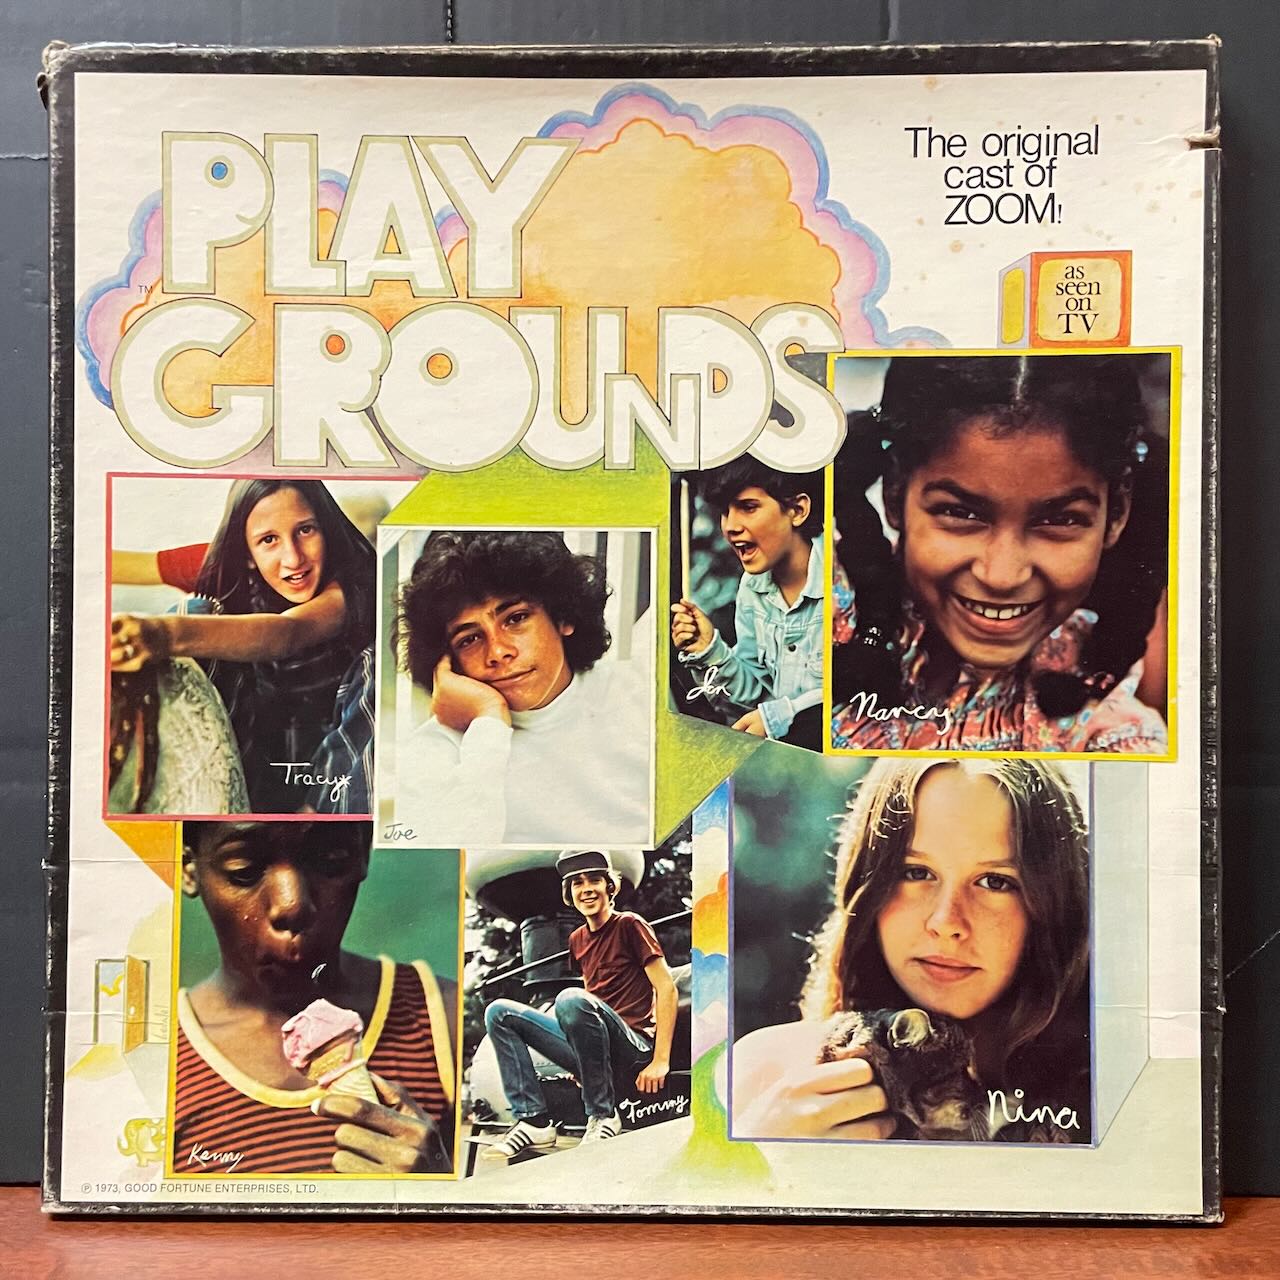 PLAY
GROUNDS
TM
The original
cast of
ZOOM!
as
seen
on
TV
Tracy
Joe
Jon
Nancy
Kenny
Tommy
Nina
℗ 1973, GOOD FORTUNE ENTERPRISES, LTD.